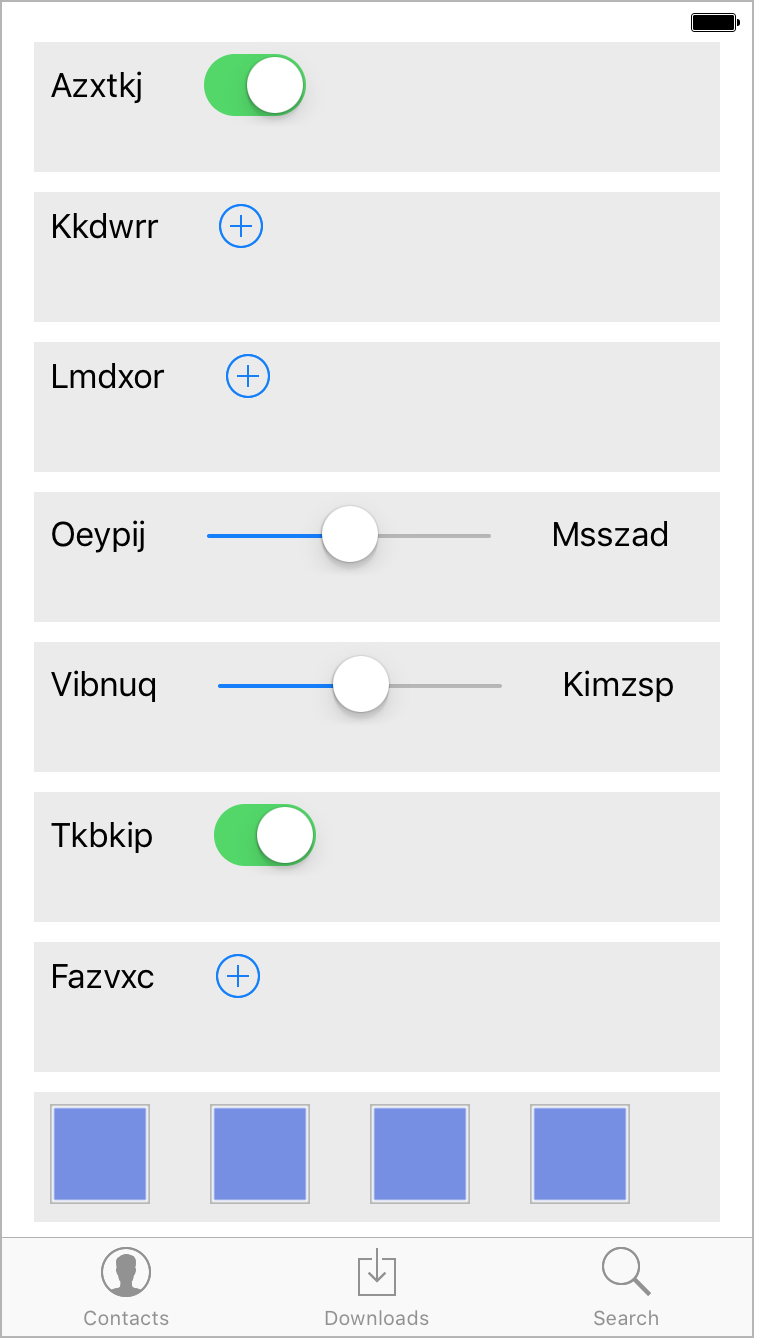 Azxtkj
Kkdwrr
Lmdxor
Oeypij Msszad
Vibnuq Kimzsp
Tkbkip
Fazvxc
Contacts Downloads Search